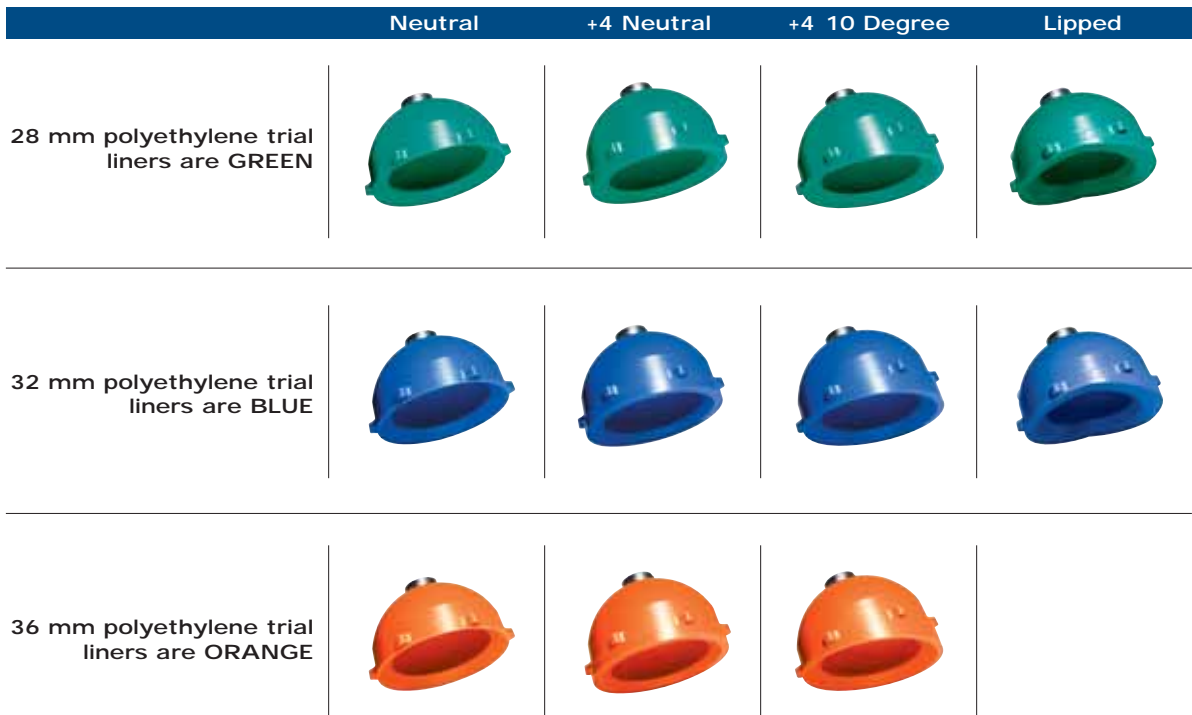 Neutral +4 Neutral +4 10 Degree Lipped
28 mm polyethylene trial
liners are GREEN
32 mm polyethylene trial
liners are BLUE
36 mm polyethylene trial
liners are ORANGE